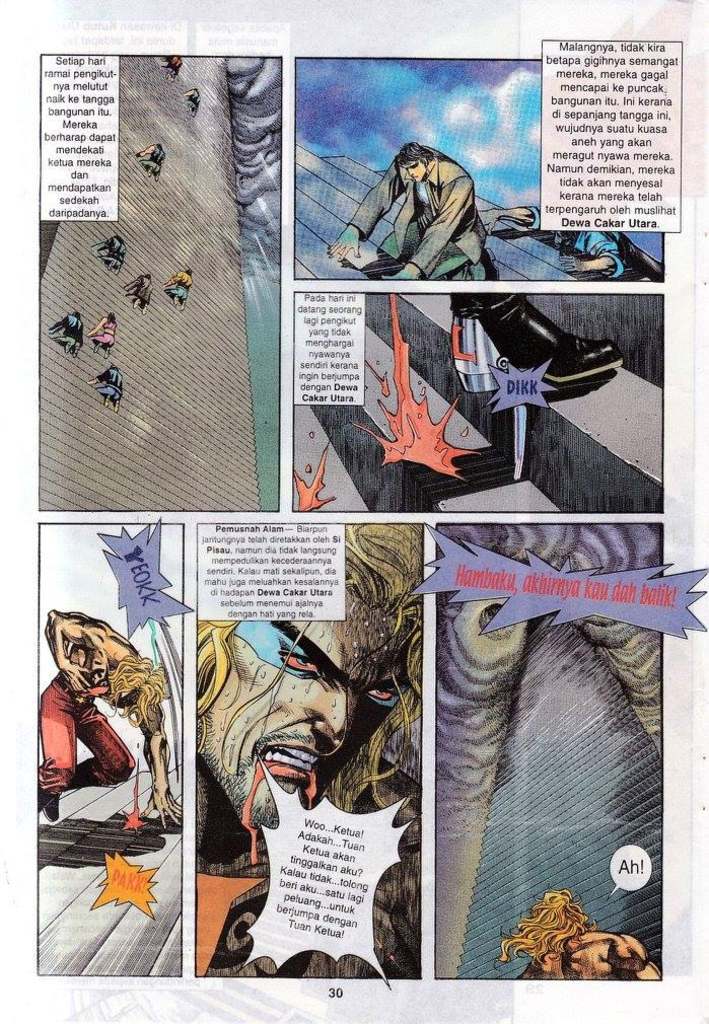 Setiap hari
ramai pengikut-
nya melutut
naik ke tangga
bangunan itu.
Mereka
berharap dapat
mendekati
ketua mereka
dan
mendapatkan
sedekah
daripadanya.
Malangnya, tidak kira
betapa gigihnya semangat
mereka, mereka gagal
mencapai ke puncak
bangunan itu. Ini kerana
di sepanjang tangga ini,
wujudnya suatu kuasa
aneh yang akan
meragut nyawa mereka.
Namun demikian, mereka
tidak akan menyesal
kerana mereka telah
terpengaruh oleh muslihat
Dewa Cakar Utara.
Pada hari ini
datang seorang
lagi pengikut
yang tidak
menghargai
nyawanya
sendiri kerana
ingin berjumpa
dengan Dewa
Cakar Utara.
DIKK
YEOKK
PAKK!
Pemusnah Alam— Biarpun
jantungnya telah diretakkan oleh Si
Pisau, namun dia tidak langsung
mempedulikan kecederaannya
sendiri. Kalau mati sekalipun, dia
mahu juga meluahkan kesalannya
di hadapan Dewa Cakar Utara
sebelum menemui ajalnya
dengan hati yang rela.
Woo...Ketua!
Adakah...Tuan
Ketua akan
tinggalkan aku?
Kalau tidak...tolong
beri aku...satu lagi
peluang...untuk
berjumpa dengan
Tuan Ketua!
Hambaku, akhirnya kau dah balik!
Ah!
30